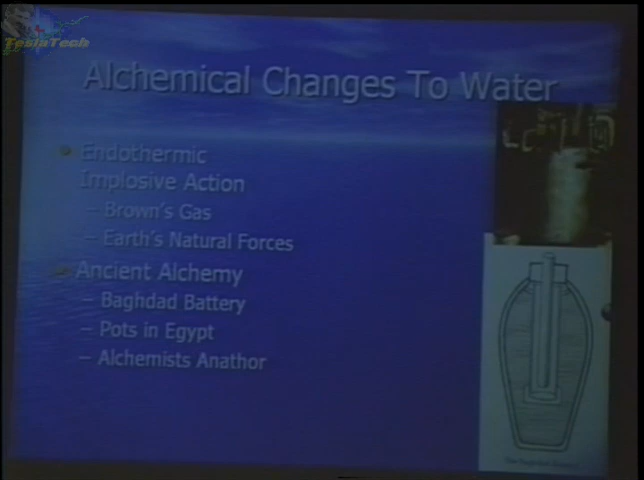 TeslaTech
Alchemical Changes To Water
Endothermic
Implosive Action
– Brown's Gas
– Earth's Natural Forces
Ancient Alchemy
– Baghdad Battery
– Pots in Egypt
– Alchemists Anathor